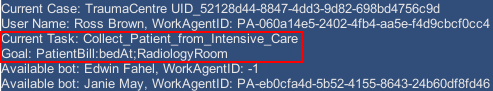 Current Case: TraumaCentre UID_52128d44-8847-4dd3-9d82-698bd4756c9d
User Name: Ross Brown, WorkAgentID: PA-060a14e5-2402-4fb4-aa5e-f4d9cbcf0cc4
Current Task: Collect_Patient_from_Intensive_Care
Goal: PatientBill:bedAt;RadiologyRoom
Available bot: Edwin Fahel, WorkAgentID: -1
Available bot: Janie May, WorkAgentID: PA-eb0cfa4d-5b52-4155-8643-24b60df8fd46